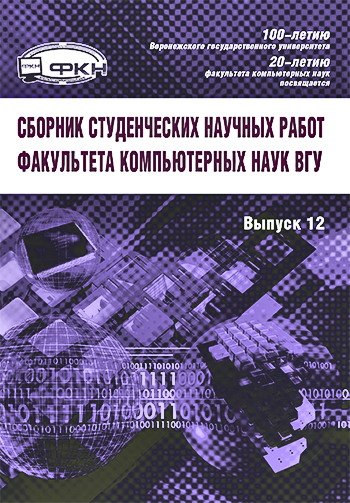 ФКН
ФКН
100-летию
Воронежского государственного университета
20-летию
факультета компьютерных наук
посвящается
СБОРНИК СТУДЕНЧЕСКИХ НАУЧНЫХ РАБОТ
ФАКУЛЬТЕТА КОМПЬЮТЕРНЫХ НАУК ВГУ
Выпуск 12